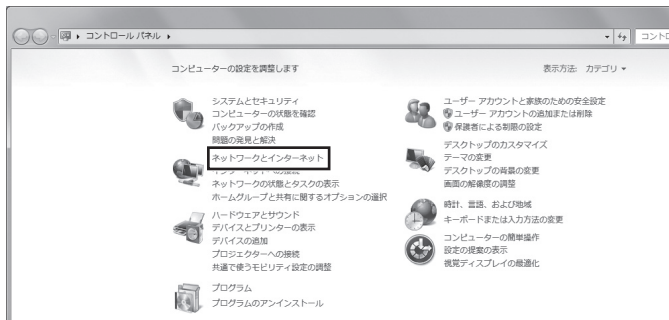 コントロール パネル
コントロ
コンピューターの設定を調整します
表示方法: カテゴリ
システムとセキュリティ
コンピューターの状態を確認
バックアップの作成
問題の発見と解決
ネットワークとインターネット
インターネットへの接続
ネットワークの状態とタスクの表示
ホームグループと共有に関するオプションの選択
ハードウェアとサウンド
デバイスとプリンターの表示
デバイスの追加
プロジェクターへの接続
共通で使うモビリティ設定の調整
プログラム
プログラムのアンインストール
ユーザー アカウントと家族のための安全設定
ユーザー アカウントの追加または削除
保護者による制限の設定
デスクトップのカスタマイズ
テーマの変更
デスクトップの背景の変更
画面の解像度の調整
時計、言語、および地域
キーボードまたは入力方法の変更
コンピューターの簡単操作
設定の提案の表示
視覚ディスプレイの最適化